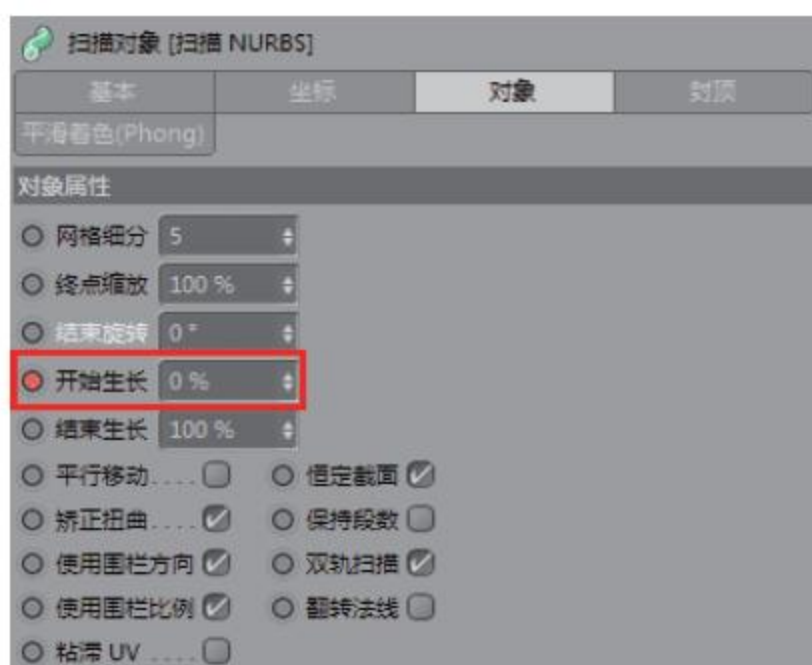 扫描对象 [扫描 NURBS]
基本 坐标 对象 封顶
平滑着色(Phong)
对象属性
网格细分 5
终点缩放 100 %
结束旋转 0 °
开始生长 0 %
结束生长 100 %
平行移动.... 恒定截面
矫正扭曲.... 保持段数
使用围栏方向 双轨扫描
使用围栏比例 翻转法线
粘滞 UV ....